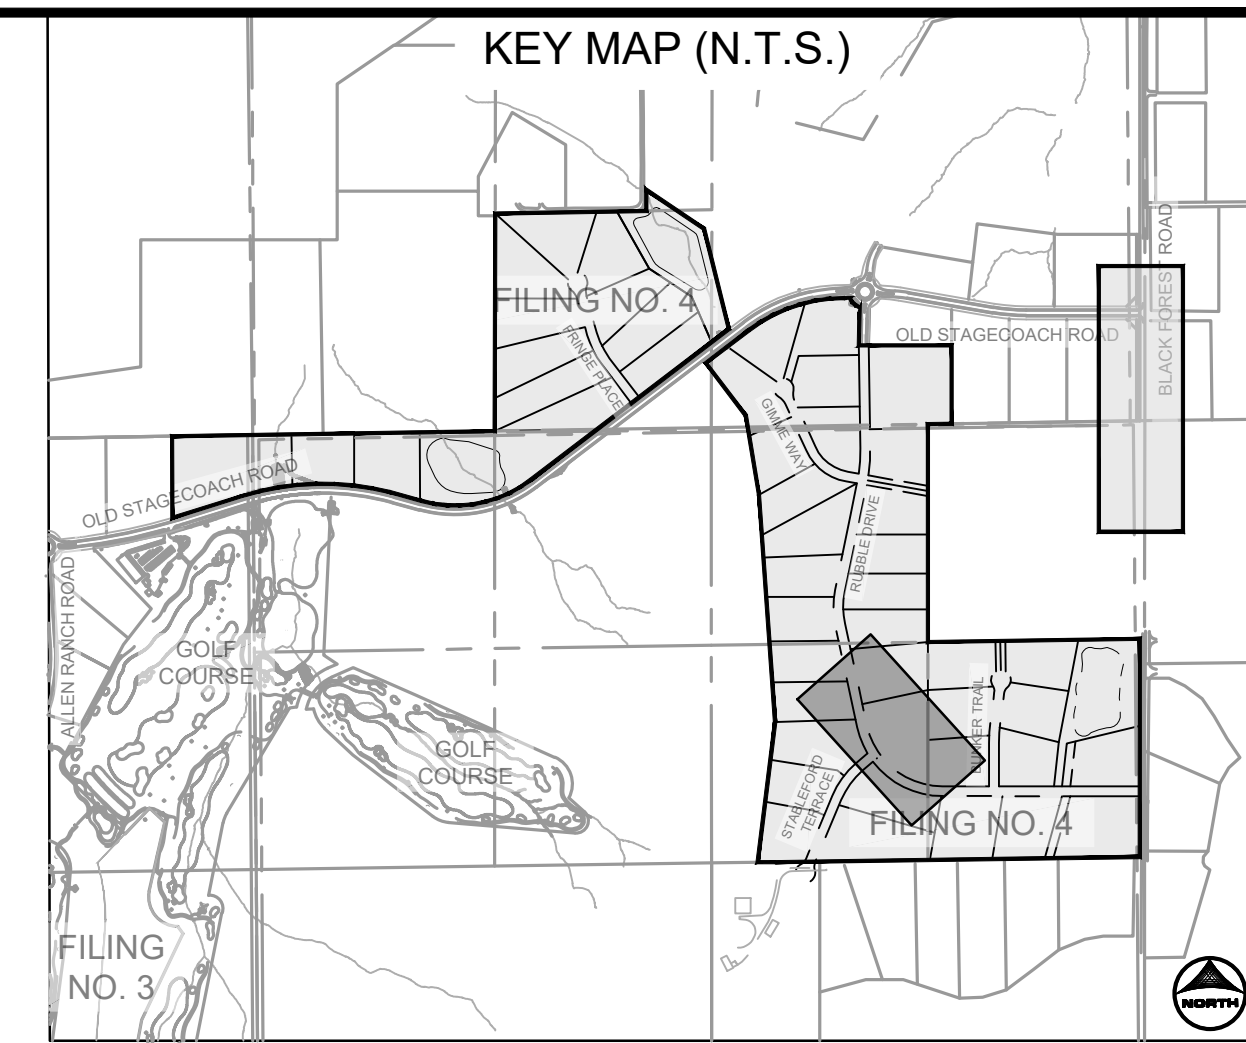 KEY MAP (N.T.S.)
BLACK FOREST ROAD
FILING NO. 4
OLD STAGECOACH ROAD
FRINGE PLACE
GIMME WAY
OLD STAGECOACH ROAD
RUBBLE DRIVE
ALLEN RANCH ROAD
GOLF
COURSE
BUNKER TRAIL
GOLF
COURSE
STABLEFORD
TERRACE
FILING NO. 4
FILING
NO. 3
NORTH